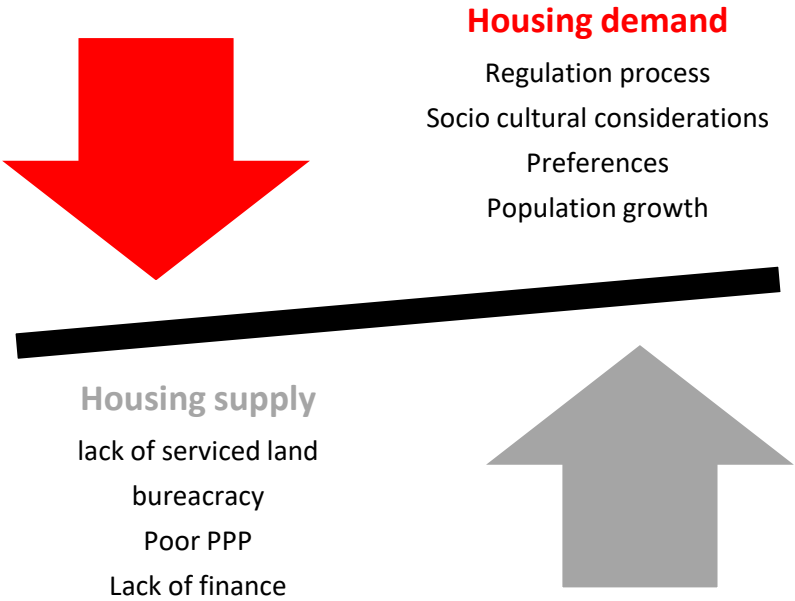 Housing demand
Regulation process
Socio cultural considerations
Preferences
Population growth
Housing supply
lack of serviced land
bureacracy
Poor PPP
Lack of finance